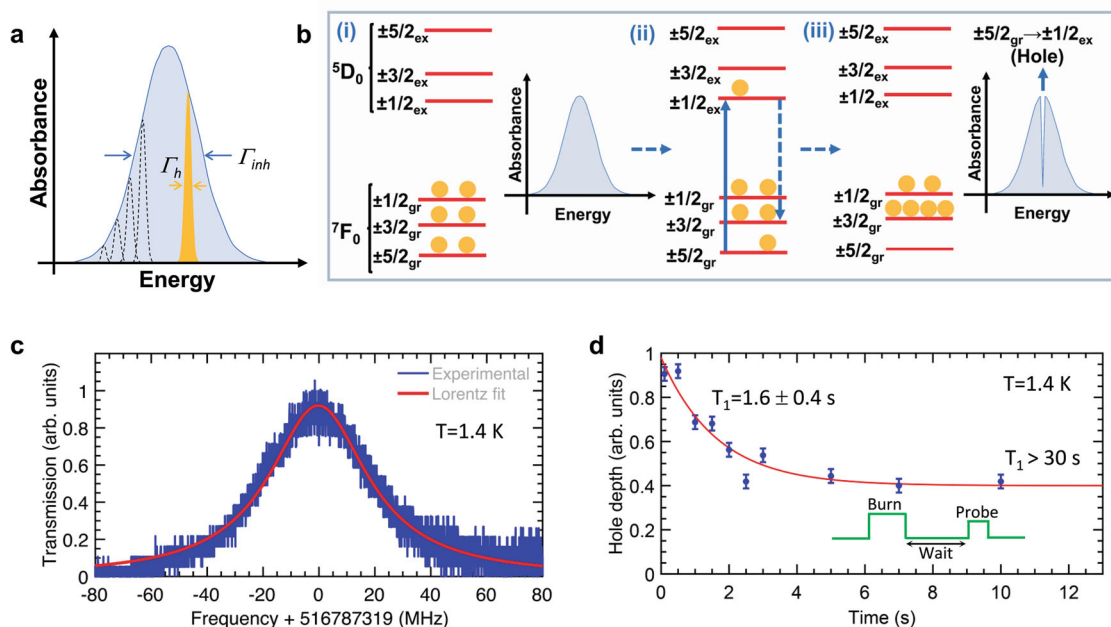 a
Absorbance
Γh
Γinh
Energy
b
(i)
±5/2ex
5D0
±3/2ex
±1/2ex
±1/2gr
7F0
±3/2gr
±5/2gr
Absorbance
Energy
(ii)
±5/2ex
±3/2ex
±1/2ex
±1/2gr
±3/2gr
±5/2gr
(iii)
±5/2ex
±3/2ex
±1/2ex
±1/2gr
±3/2gr
±5/2gr
±5/2gr→±1/2ex
(Hole)
Absorbance
Energy
c
Transmission (arb. units)
1
0.8
0.6
0.4
0.2
0
Experimental
Lorentz fit
T=1.4 K
-80 -60 -40 -20 0 20 40 60 80
Frequency + 516787319 (MHz)
d
Hole depth (arb. units)
1
0.8
0.6
0.4
0.2
0
T1=1.6 ± 0.4 s
T=1.4 K
T1 > 30 s
Burn
Probe
Wait
0 2 4 6 8 10 12
Time (s)